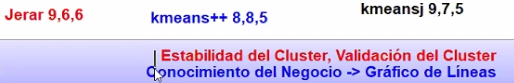 Jerar 9,6,6
kmeans++ 8,8,5
kmeansj 9,7,5
Estabilidad del Cluster, Validación del Cluster
Conocimiento del Negocio -> Gráfico de Líneas